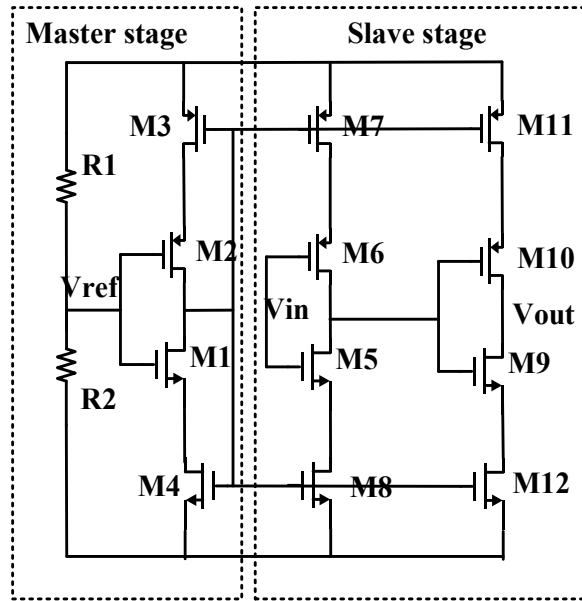 Master stage
Slave stage
M3
M7
M11
R1
M2
M6
M10
Vref
Vin
Vout
M1
M5
M9
R2
M4
M8
M12